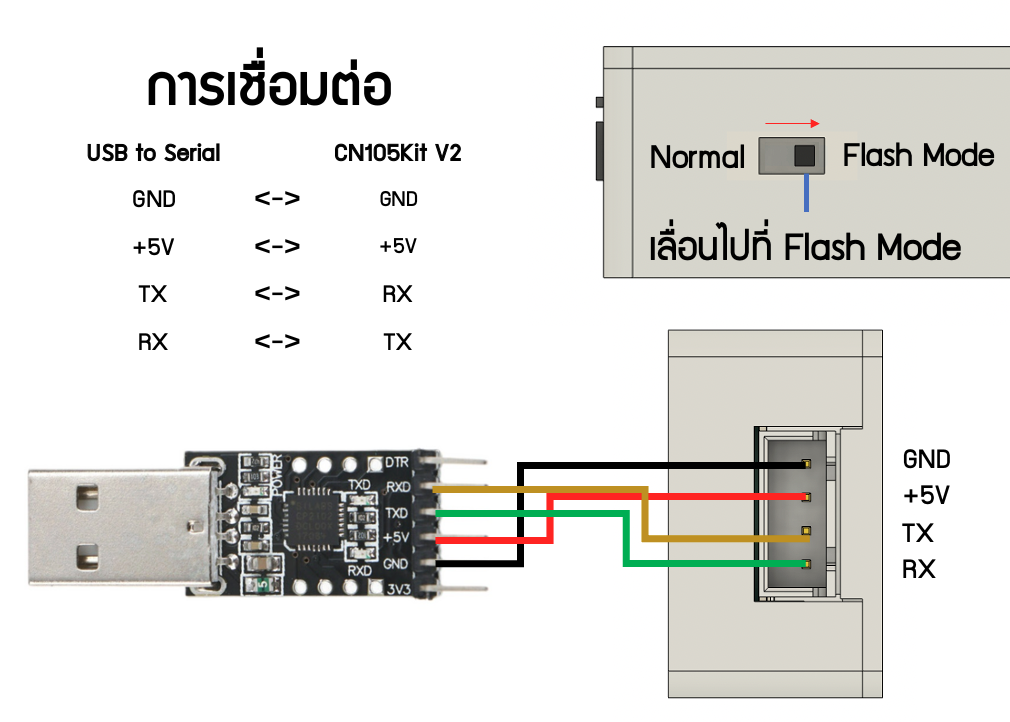 การเชื่อมต่อ
USB to Serial CN105Kit V2
GND <-> GND
+5V <-> +5V
TX <-> RX
RX <-> TX
Normal Flash Mode
เลื่อนไปที่ Flash Mode
DTR
RXD
TXD
+5V
GND
3V3
POWER
TXD
RXD
GND
+5V
TX
RX